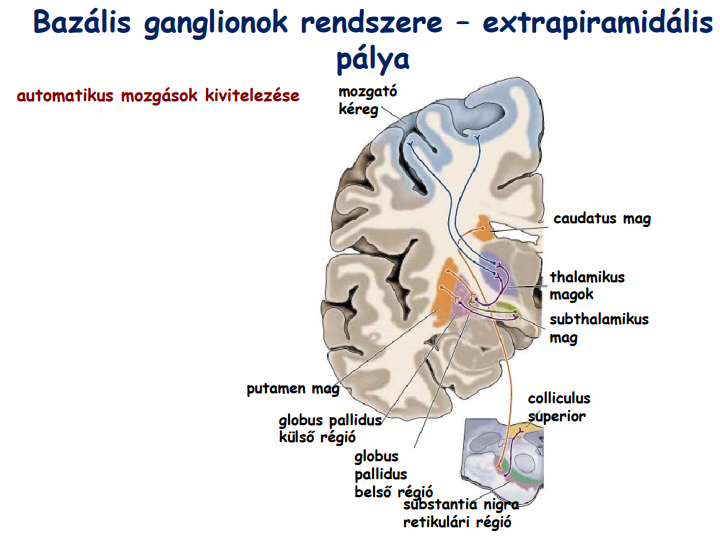 Bazális ganglionok rendszere – extrapiramidális
pálya
automatikus mozgások kivitelezése
mozgató
kéreg
caudatus mag
thalamikus
magok
subthalamikus
mag
putamen mag
globus pallidus
külső régió
colliculus
superior
globus
pallidus
belső régió
substantia nigra
retikulári régió